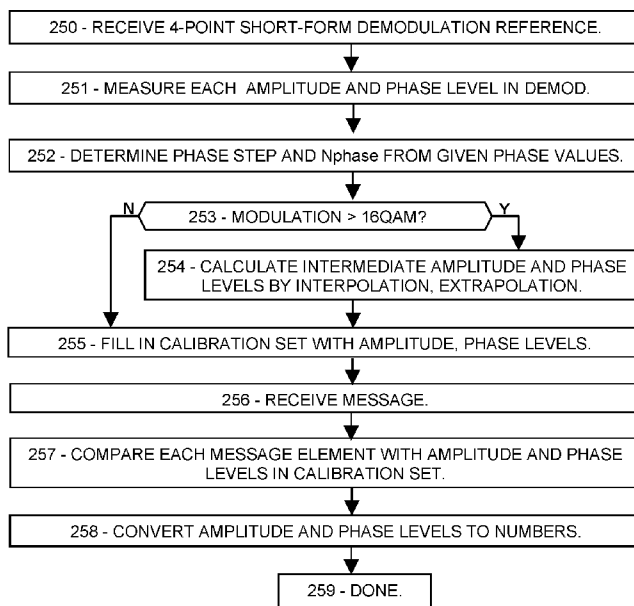 250 - RECEIVE 4-POINT SHORT-FORM DEMODULATION REFERENCE.
251 - MEASURE EACH AMPLITUDE AND PHASE LEVEL IN DEMOD.
252 - DETERMINE PHASE STEP AND Nphase FROM GIVEN PHASE VALUES.
N
253 - MODULATION > 16QAM?
Y
254 - CALCULATE INTERMEDIATE AMPLITUDE AND PHASE
LEVELS BY INTERPOLATION, EXTRAPOLATION.
255 - FILL IN CALIBRATION SET WITH AMPLITUDE, PHASE LEVELS.
256 - RECEIVE MESSAGE.
257 - COMPARE EACH MESSAGE ELEMENT WITH AMPLITUDE AND PHASE
LEVELS IN CALIBRATION SET.
258 - CONVERT AMPLITUDE AND PHASE LEVELS TO NUMBERS.
259 - DONE.